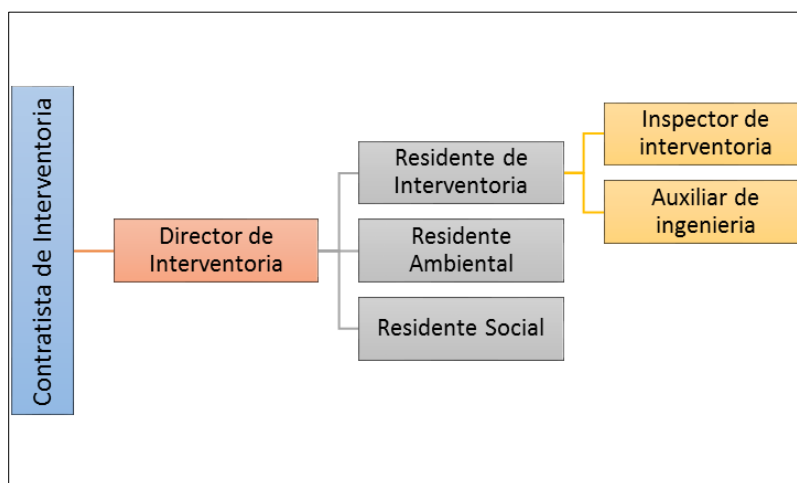 Contratista de Interventoria
Director de
Interventoria
Residente de
Interventoria
Residente
Ambiental
Residente Social
Inspector de
interventoria
Auxiliar de
ingenieria